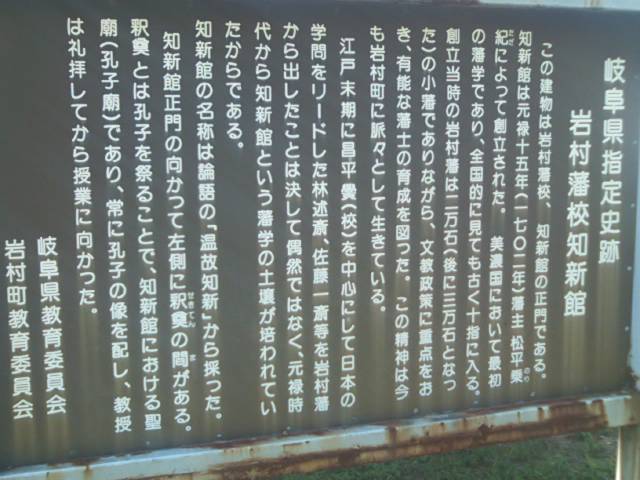 岐阜県指定史跡
岩村藩校知新館
この建物は岩村藩校、知新館の正門である。
知新館は元禄十五年(一七〇二年)藩主 松平乗
のり
紀によって創立された。 美濃国において最初
ただ
の藩学であり、全国的に見ても古く十指に入る。
創立当時の岩村藩は二万石(後に三万石となっ
た)の小藩でありながら、文教政策に重点をお
き、有能な藩士の育成を図った。 この精神は今
も岩村町に脈々として生きている。
江戸末期に昌平黌(校)を中心にして日本の
学問をリードした林述斎、佐藤一斎等を岩村藩
から出したことは決して偶然ではなく、元禄時
代から知新館という藩学の土壌が培われてい
たからである。
知新館の名称は論語の「温故知新」から採った。
知新館正門の向かって左側に釈奠の間がある。
せきてん ま
釈奠とは孔子を祭ることで、知新館における聖
廟(孔子廟)であり、常に孔子の像を配し、教授
は礼拝してから授業に向かった。
岐阜県教育委員会
岩村町教育委員会